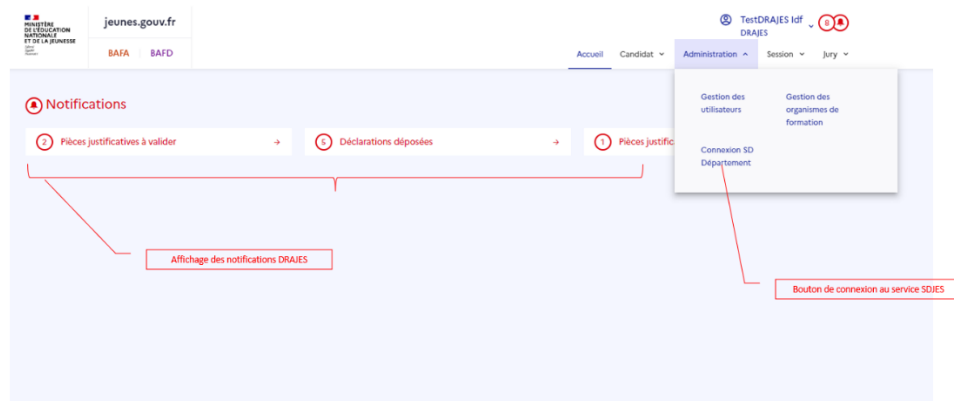 MINISTÈRE
DE L'ÉDUCATION
NATIONALE
ET DE LA JEUNESSE
jeunes.gouv.fr
BAFA BAFD
TestDRAJES Idf
DRAJES
8
Accueil Candidat Administration Session Jury
Gestion des
utilisateurs
Gestion des
organismes de
formation
Connexion SD
Département
Notifications
2 Pièces justificatives à valider →
5 Déclarations déposées →
1 Pièces justific
Affichage des notifications DRAJES
Bouton de connexion au service SDJES